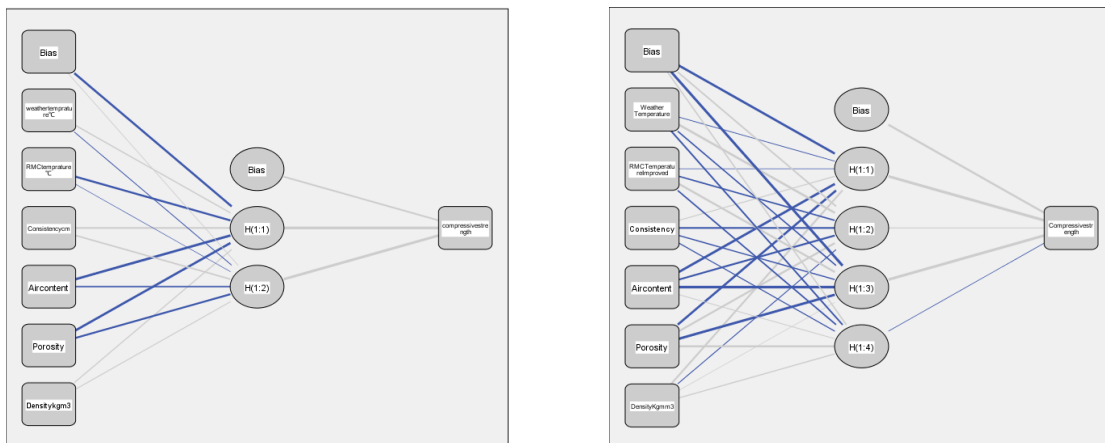 Bias
weathertempratu
re℃
RMCtemprature
℃
Consistencycm
Aircontent
Porosity
Densitykgm3
Bias
H(1:1)
H(1:2)
compressivestre
ngth
Bias
Weather
Temperature
RMCTemperatu
reImproved
Consistency
Aircontent
Porosity
DensityKgmm3
Bias
H(1:1)
H(1:2)
H(1:3)
H(1:4)
Compressivestr
ength